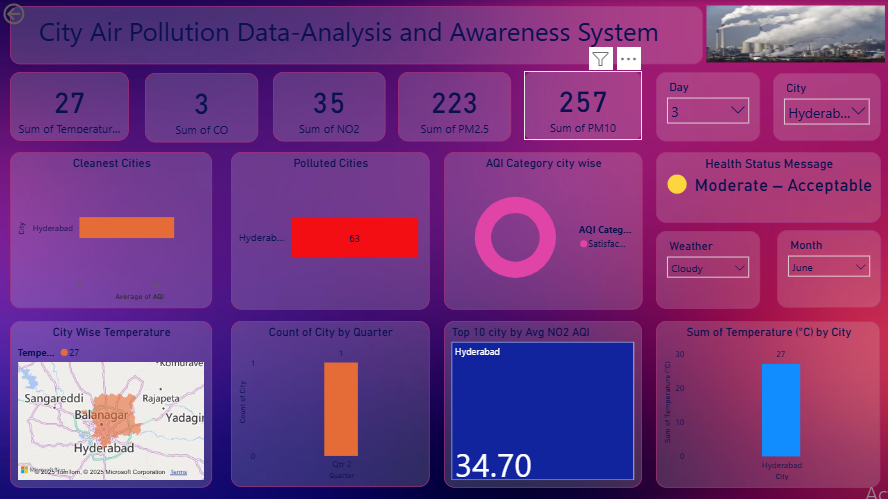 City Air Pollution Data-Analysis and Awareness System
27
Sum of Temperatur...
3
Sum of CO
35
Sum of NO2
223
Sum of PM2.5
257
Sum of PM10
Day
3
City
Hyderab...
Cleanest Cities
City
Hyderabad
Average of AQI
Polluted Cities
Hyderab...
63
AQI Category city wise
AQI Categ...
Satisfac...
Health Status Message
Moderate – Acceptable
Weather
Cloudy
Month
June
City Wise Temperature
Tempe...
27
Sangareddi
Rajapeta
Balanagar
Yadagir
Hyderabad
© 2025 TomTom, © 2025 Microsoft Corporation Terms
Count of City by Quarter
Count of City
1
0
1
Qtr 2
Quarter
Top 10 city by Avg NO2 AQI
Hyderabad
34.70
Sum of Temperature (°C) by City
Sum of Temperature (°C)
30
20
10
0
27
Hyderabad
City